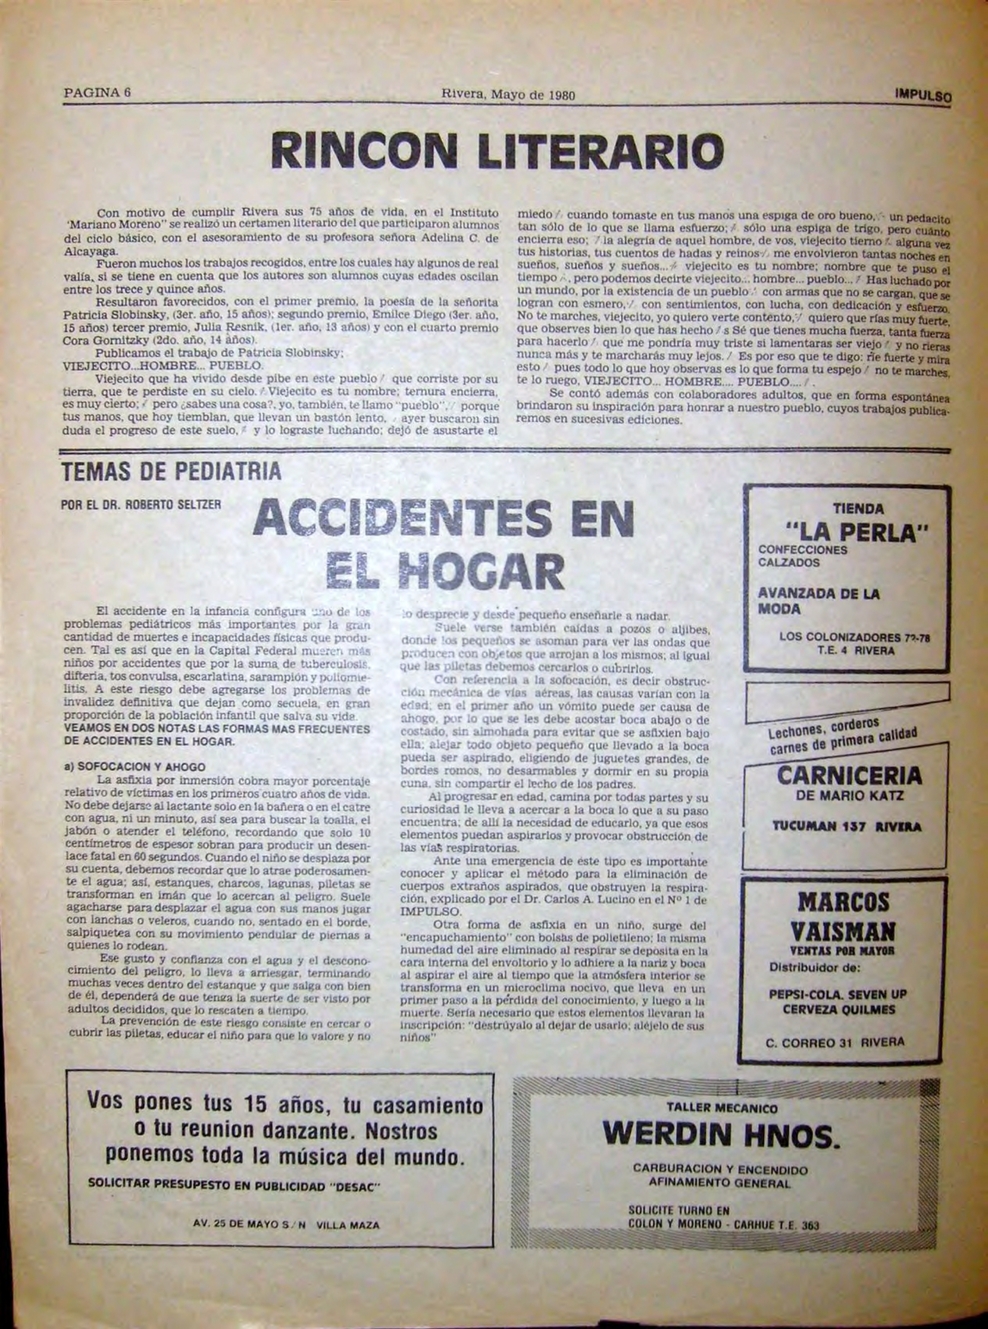 PAGINA 6
Rivera, Mayo de 1980
IMPULSO
RINCON LITERARIO
Con motivo de cumplir Rivera sus 75 años de vida, en el Instituto
'Mariano Moreno" se realizó un certamen literario del que participaron alumnos
del ciclo básico, con el asesoramiento de su profesora señora Adelina C. de
Alcayaga.
Fueron muchos los trabajos recogidos, entre los cuales hay algunos de real
valía, si se tiene en cuenta que los autores son alumnos cuyas edades oscilan
entre los trece y quince años.
Resultaron favorecidos, con el primer premio, la poesía de la señorita
Patricia Slobinsky, (3er. año, 15 años); segundo premio, Emilce Diego (3er. año,
15 años) tercer premio, Julia Resnik, (1er. año, 13 años) y con el cuarto premio
Cora Gornitzky (2do. año, 14 años).
Publicamos el trabajo de Patricia Slobinsky;
VIEJECITO...HOMBRE... PUEBLO.
Viejecito que ha vivido desde pibe en este pueblo / que corriste por su
tierra, que te perdiste en su cielo. / Viejecito es tu nombre; ternura encierra,
es muy cierto; / pero ¿sabes una cosa?, yo, también, te llamo "pueblo". / porque
tus manos, que hoy tiemblan, que llevan un bastón lento, / ayer buscaron sin
duda el progreso de este suelo, / y lo lograste luchando; dejó de asustarte el
miedo / cuando tomaste en tus manos una espiga de oro bueno, / un pedacito
tan sólo de lo que se llama esfuerzo; / sólo una espiga de trigo, pero cuánto
encierra eso; / la alegría de aquel hombre, de vos, viejecito tierno / alguna vez
tus historias, tus cuentos de hadas y reinos / me envolvieron tantas noches en
sueños, sueños y sueños... / viejecito es tu nombre; nombre que te puso el
tiempo / , pero podemos decirte viejecito... hombre... pueblo... / Has luchado por
un mundo, por la existencia de un pueblo / con armas que no se cargan, que se
logran con esmero, / con sentimientos, con lucha, con dedicación y esfuerzo.
No te marches, viejecito, yo quiero verte contento, / quiero que rías muy fuerte,
que observes bien lo que has hecho / s Sé que tienes mucha fuerza, tanta fuerza
para hacerlo / que me pondría muy triste si lamentaras ser viejo / y no rieras
nunca más y te marcharás muy lejos. / Es por eso que te digo: rie fuerte y mira
esto / pues todo lo que hoy observas es lo que forma tu espejo / no te marches,
te lo ruego, VIEJECITO... HOMBRE.... PUEBLO.... / .
Se contó además con colaboradores adultos, que en forma espontánea
brindaron su inspiración para honrar a nuestro pueblo, cuyos trabajos publica-
remos en sucesivas ediciones.
TEMAS DE PEDIATRIA
POR EL DR. ROBERTO SELTZER
ACCIDENTES EN
EL HOGAR
El accidente en la infancia configura uno de los
problemas pediátricos más importantes por la gran
cantidad de muertes e incapacidades físicas que produ-
cen. Tal es así que en la Capital Federal mueren más
niños por accidentes que por la suma de tuberculosis,
difteria, tos convulsa, escarlatina, sarampión y poliomie-
litis. A este riesgo debe agregarse los problemas de
invalidez definitiva que dejan como secuela, en gran
proporción de la población infantil que salva su vida.
VEAMOS EN DOS NOTAS LAS FORMAS MAS FRECUENTES
DE ACCIDENTES EN EL HOGAR.
a) SOFOCACION Y AHOGO
La asfixia por inmersión cobra mayor porcentaje
relativo de víctimas en los primeros cuatro años de vida.
No debe dejarse al lactante solo en la bañera o en el catre
con agua, ni un minuto, así sea para buscar la toalla, el
jabón o atender el teléfono, recordando que solo 10
centímetros de espesor sobran para producir un desen-
lace fatal en 60 segundos. Cuando el niño se desplaza por
su cuenta, debemos recordar que lo atrae poderosamen-
te el agua; así, estanques, charcos, lagunas, piletas se
transforman en imán que lo acercan al peligro. Suele
agacharse para desplazar el agua con sus manos jugar
con lanchas o veleros, cuando no, sentado en el borde,
salpiquetea con su movimiento pendular de piernas a
quienes lo rodean.
Ese gusto y confianza con el agua y el descono-
cimiento del peligro, lo lleva a arriesgar, terminando
muchas veces dentro del estanque y que salga con bien
de él, dependerá de que tenga la suerte de ser visto por
adultos decididos, que lo rescaten a tiempo.
La prevención de este riesgo consiste en cercar o
cubrir las piletas, educar el niño para que lo valore y no
lo desprecie y desde pequeño enseñarle a nadar.
Suele verse también caídas a pozos o aljibes,
donde los pequeños se asoman para ver las ondas que
producen con objetos que arrojan a los mismos; al igual
que las piletas debemos cercarlos o cubrirlos.
Con referencia a la sofocación, es decir obstruc-
ción mecánica de vías aéreas, las causas varían con la
edad; en el primer año un vómito puede ser causa de
ahogo, por lo que se les debe acostar boca abajo o de
costado, sin almohada para evitar que se asfixien bajo
ella; alejar todo objeto pequeño que llevado a la boca
pueda ser aspirado, eligiendo de juguetes grandes, de
bordes romos, no desarmables y dormir en su propia
cuna, sin compartir el lecho de los padres.
Al progresar en edad, camina por todas partes y su
curiosidad le lleva a acercar a la boca lo que a su paso
encuentra; de allí la necesidad de educarlo, ya que esos
elementos puedan aspirarlos y provocar obstrucción de
las vías respiratorias.
Ante una emergencia de éste tipo es importante
conocer y aplicar el método para la eliminación de
cuerpos extraños aspirados, que obstruyen la respira-
ción, explicado por el Dr. Carlos A. Lucino en el Nº 1 de
IMPULSO.
Otra forma de asfixia en un niño, surge del
"encapuchamiento" con bolsas de polietileno; la misma
humedad del aire eliminado al respirar se deposita en la
cara interna del envoltorio y lo adhiere a la nariz y boca
al aspirar el aire al tiempo que la atmósfera interior se
transforma en un microclima nocivo, que lleva en un
primer paso a la pérdida del conocimiento, y luego a la
muerte. Sería necesario que estos elementos llevaran la
inscripción: "destrúyalo al dejar de usarlo; aléjelo de sus
niños"
TIENDA
"LA PERLA"
CONFECCIONES
CALZADOS
AVANZADA DE LA
MODA
LOS COLONIZADORES 72-78
T.E. 4 RIVERA
Lechones, corderos
carnes de primera calidad
CARNICERIA
DE MARIO KATZ
TUCUMAN 137 RIVERA
MARCOS
VAISMAN
VENTAS POR MAYOR
Distribuidor de:
PEPSI-COLA. SEVEN UP
CERVEZA QUILMES
C. CORREO 31 RIVERA
Vos pones tus 15 años, tu casamiento
o tu reunion danzante. Nostros
ponemos toda la música del mundo.
SOLICITAR PRESUPESTO EN PUBLICIDAD "DESAC"
AV. 25 DE MAYO S/N VILLA MAZA
TALLER MECANICO
WERDIN HNOS.
CARBURACION Y ENCENDIDO
AFINAMIENTO GENERAL
SOLICITE TURNO EN
COLON Y MORENO - CARHUE T.E. 363